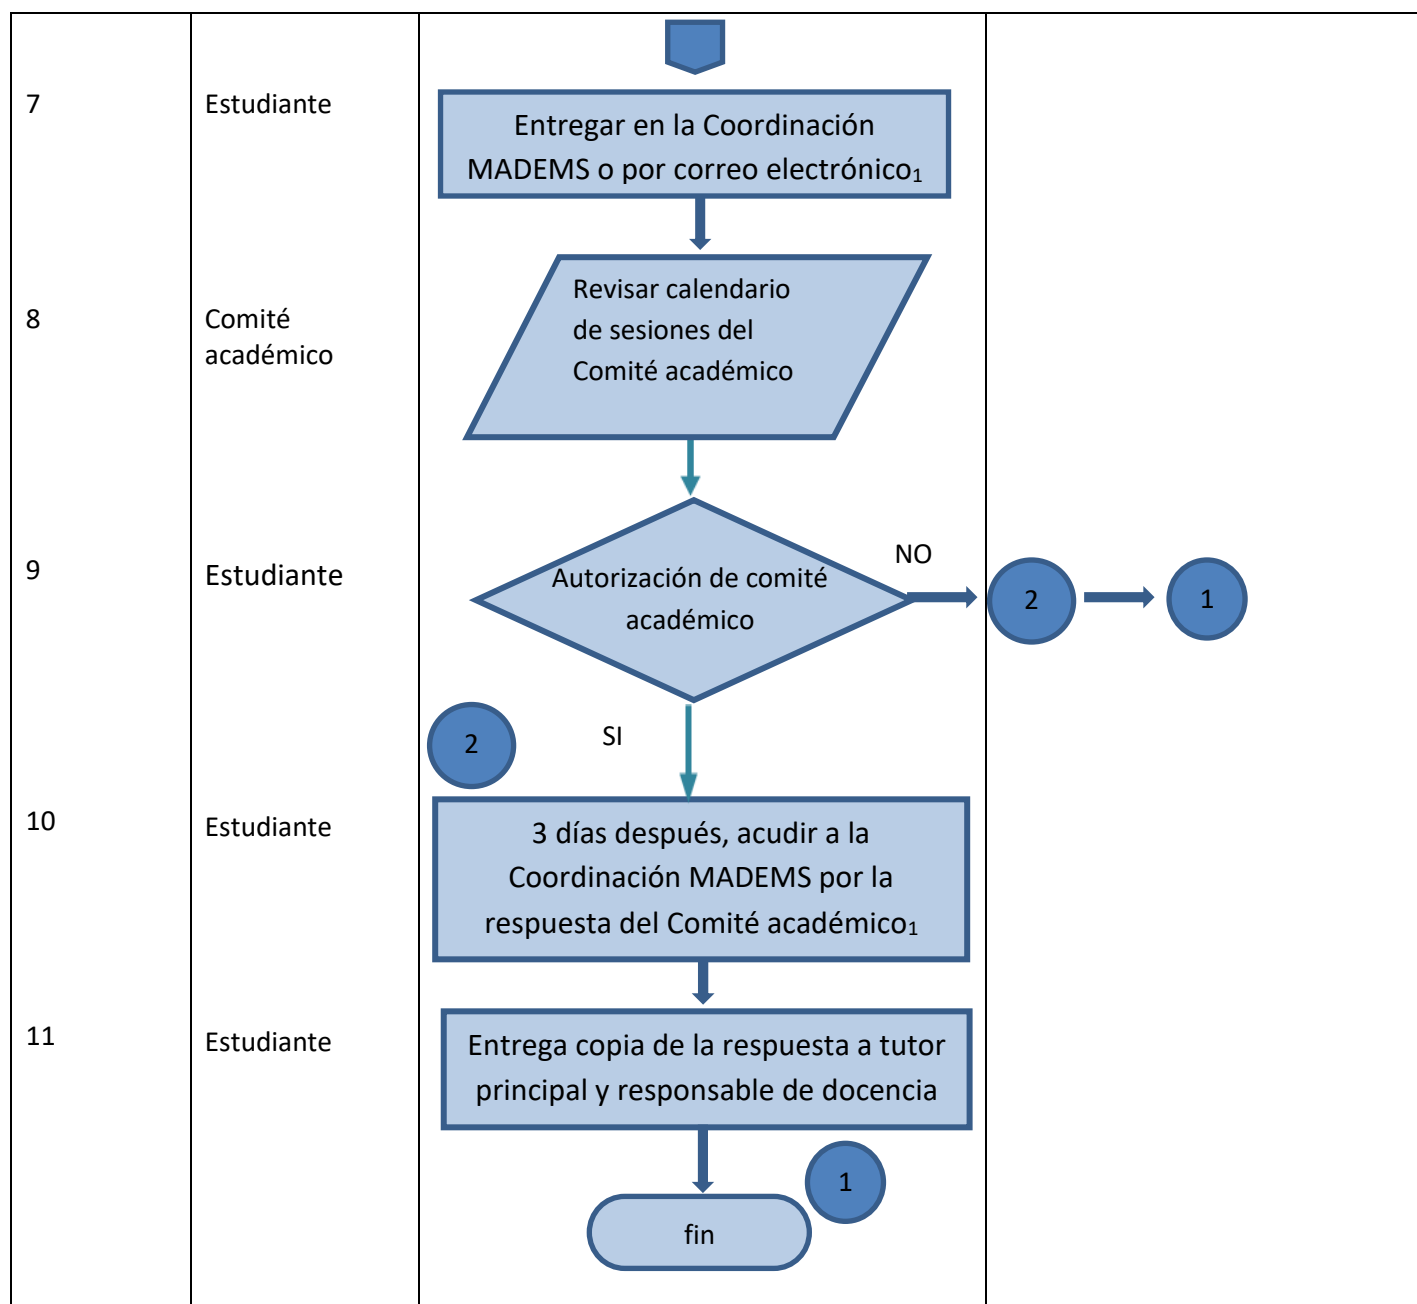 7
Estudiante
Entregar en la Coordinación
MADEMS o por correo electrónico₁
8
Comité
académico
Revisar calendario
de sesiones del
Comité académico
9
Estudiante
Autorización de comité
académico
NO
2
1
2
SI
10
Estudiante
3 días después, acudir a la
Coordinación MADEMS por la
respuesta del Comité académico₁
11
Estudiante
Entrega copia de la respuesta a tutor
principal y responsable de docencia
1
fin